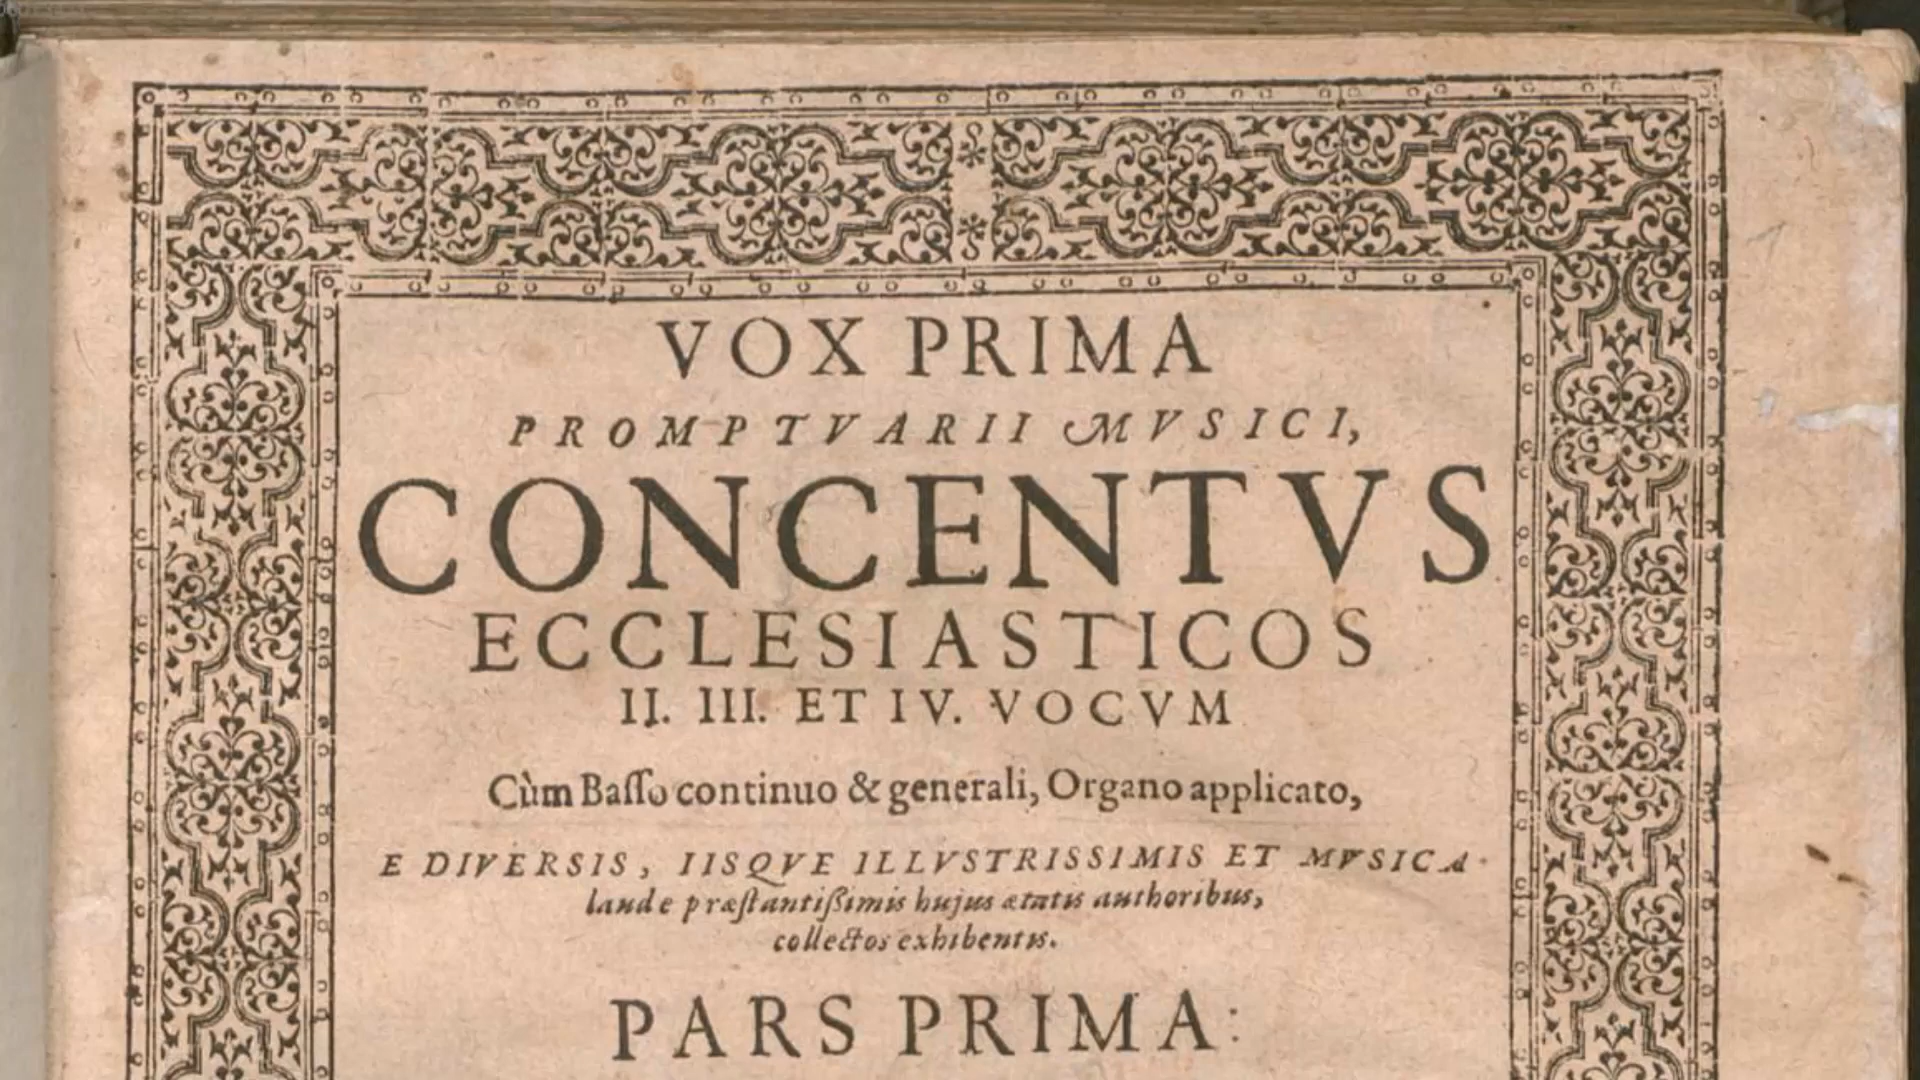 VOX PRIMA
PROMPTVARII MVSICI,
CONCENTVS
ECCLESIASTICOS
II. III. ET IV. VOCVM
Cùm Baſſo continuo & generali, Organo applicato,
E DIVERSIS, IISQVE ILLVSTRISSIMIS ET MVSICA
laude præſtantiſsimis hujus ætatis authoribus,
collectos exhibentis.
PARS PRIMA: